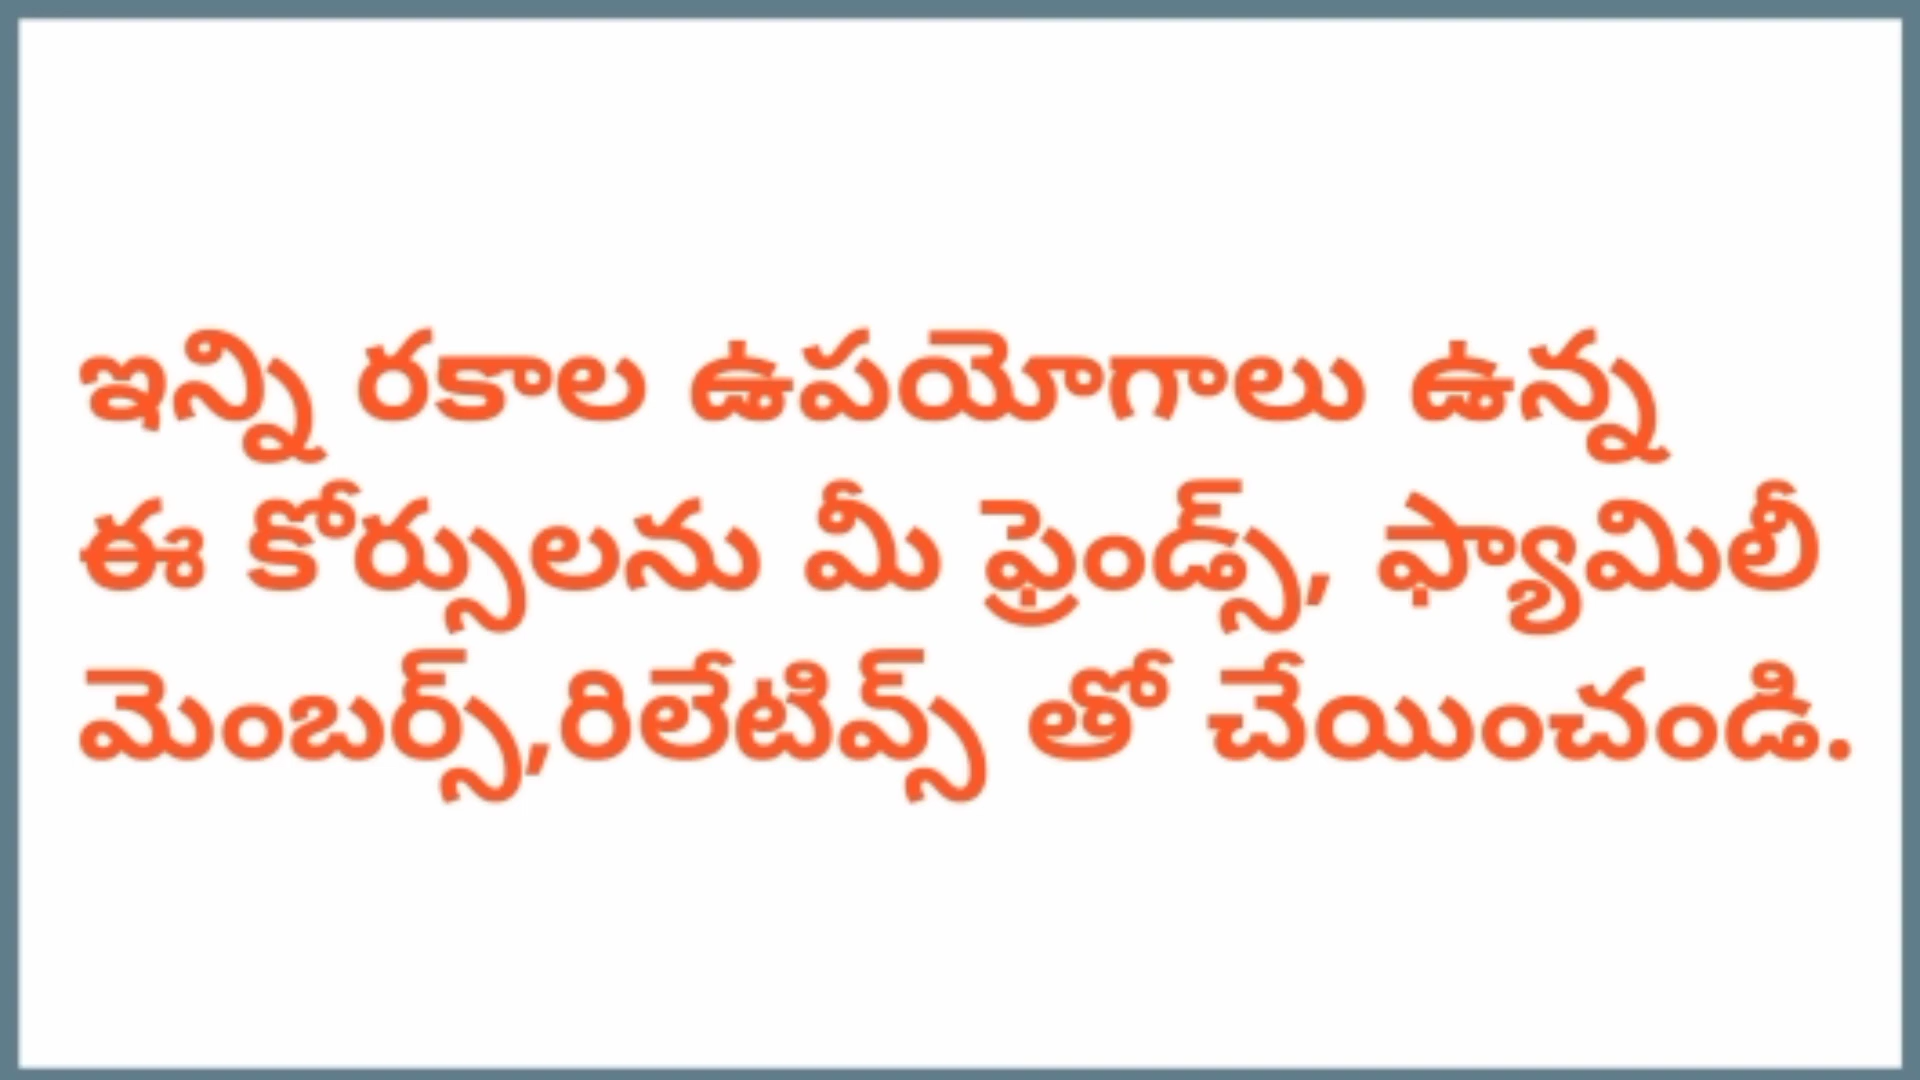 ఇన్ని రకాల ఉపయోగాలు ఉన్న
ఈ కోర్సులను మీ ఫ్రెండ్స్, ఫ్యామిలీ
మెంబర్స్,రిలేటివ్స్ తో చేయించండి.